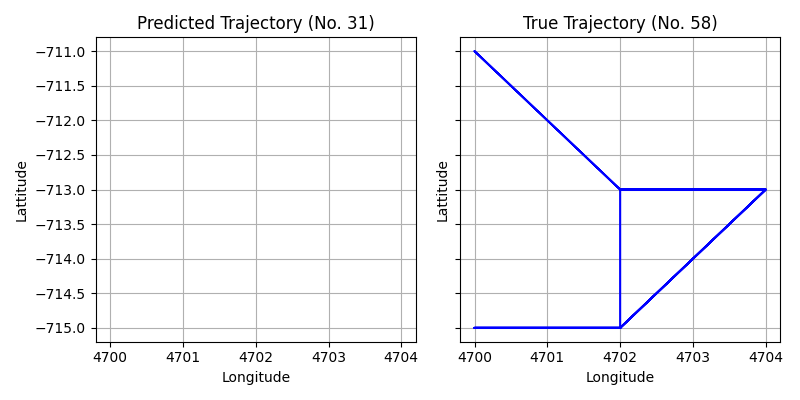 Predicted Trajectory (No. 31)
True Trajectory (No. 58)
Lattitude
−711.0
−711.5
−712.0
−712.5
−713.0
−713.5
−714.0
−714.5
−715.0
4700 4701 4702 4703 4704
Longitude
Lattitude
4700 4701 4702 4703 4704
Longitude